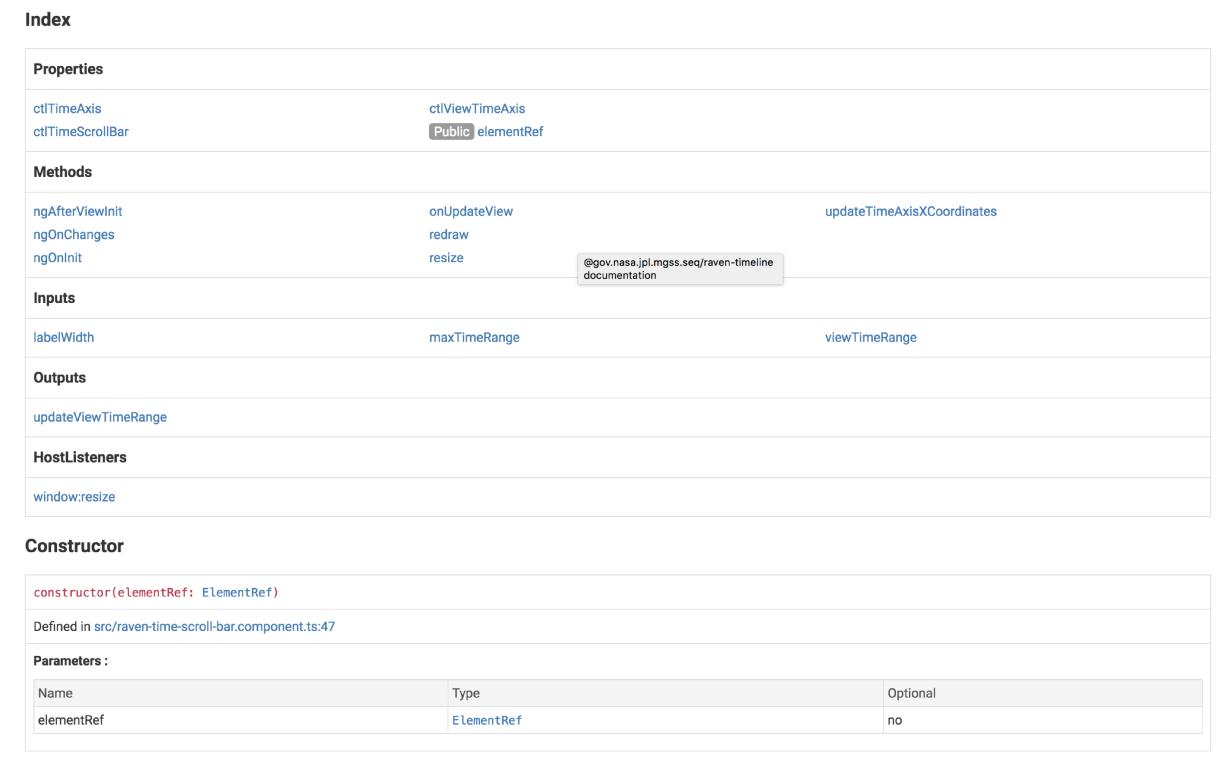 Index
Properties
ctlTimeAxis ctlViewTimeAxis
ctlTimeScrollBar Public elementRef
Methods
ngAfterViewInit onUpdateView updateTimeAxisXCoordinates
ngOnChanges redraw
ngOnInit resize
@gov.nasa.jpl.mgss.seq/raven-timeline
documentation
Inputs
labelWidth maxTimeRange viewTimeRange
Outputs
updateViewTimeRange
HostListeners
window:resize
Constructor
constructor(elementRef: ElementRef)
Defined in src/raven-time-scroll-bar.component.ts:47
Parameters :
Name Type Optional
elementRef ElementRef no